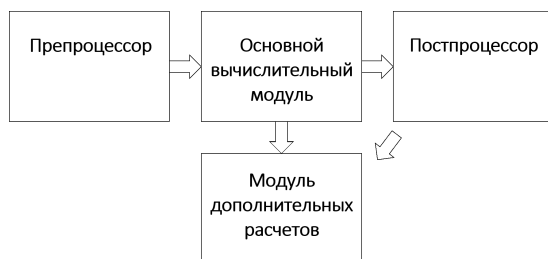 Препроцессор
Основной
вычислительный
модуль
Постпроцессор
Модуль
дополнительных
расчетов